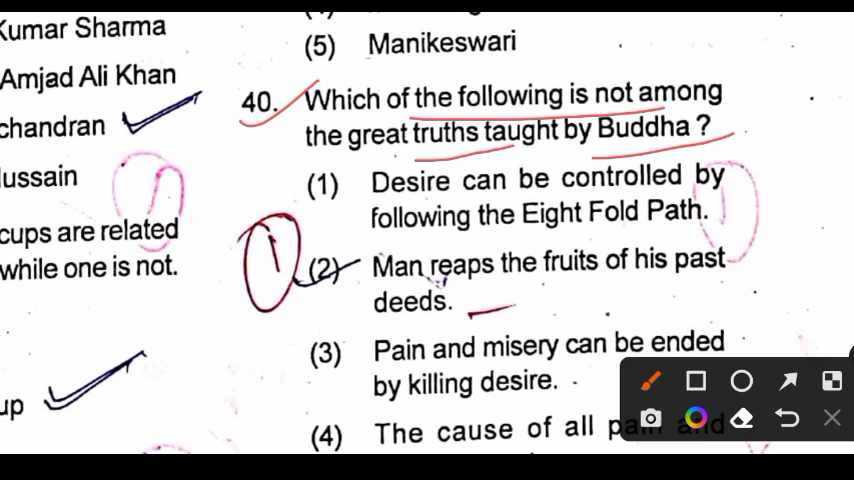 Kumar Sharma
Amjad Ali Khan
chandran
lussain
cups are related
while one is not.
up
(5) Manikeswari
40. Which of the following is not among
the great truths taught by Buddha ?
(1) Desire can be controlled by
following the Eight Fold Path.
(2) Man reaps the fruits of his past
deeds.
(3) Pain and misery can be ended
by killing desire.
(4) The cause of all pain and